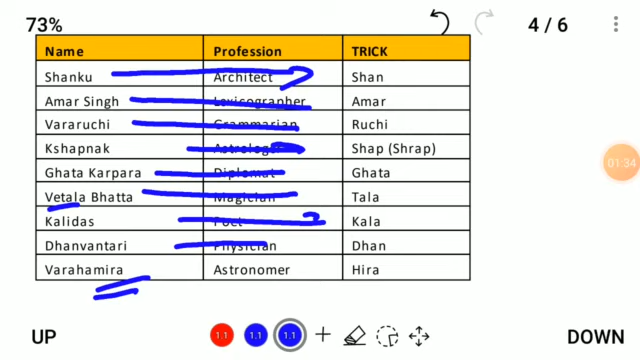 73%
4 / 6
Name Profession TRICK
Shanku Architect Shan
Amar Singh Lexicographer Amar
Vararuchi Grammarian Ruchi
Kshapnak Astrologer Shap (Shrap)
Ghata Karpara Diplomat Ghata
01:34
Vetala Bhatta Magician Tala
Kalidas Poet Kala
Dhanvantari Physician Dhan
Varahamira Astronomer Hira
UP 1.1 1.1 1.1 DOWN